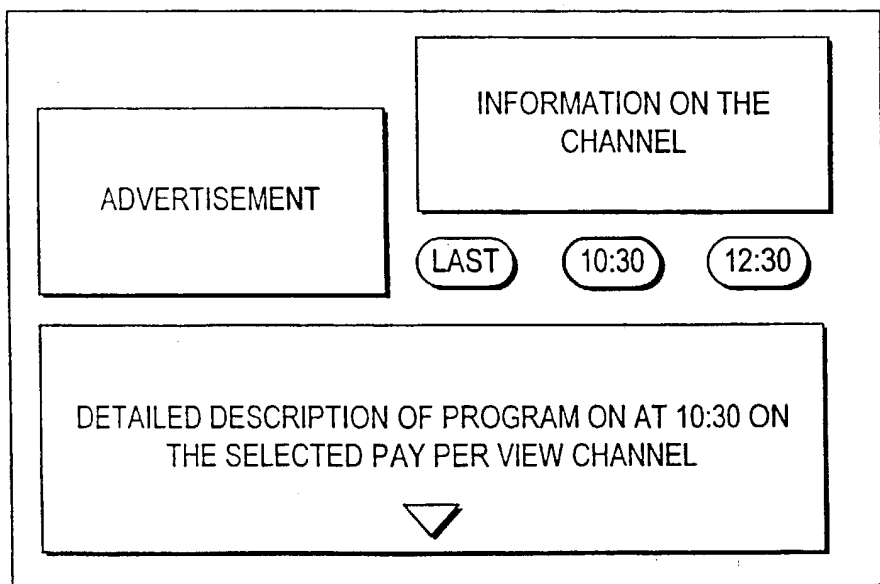 INFORMATION ON THE
CHANNEL
ADVERTISEMENT
LAST
10:30
12:30
DETAILED DESCRIPTION OF PROGRAM ON AT 10:30 ON
THE SELECTED PAY PER VIEW CHANNEL